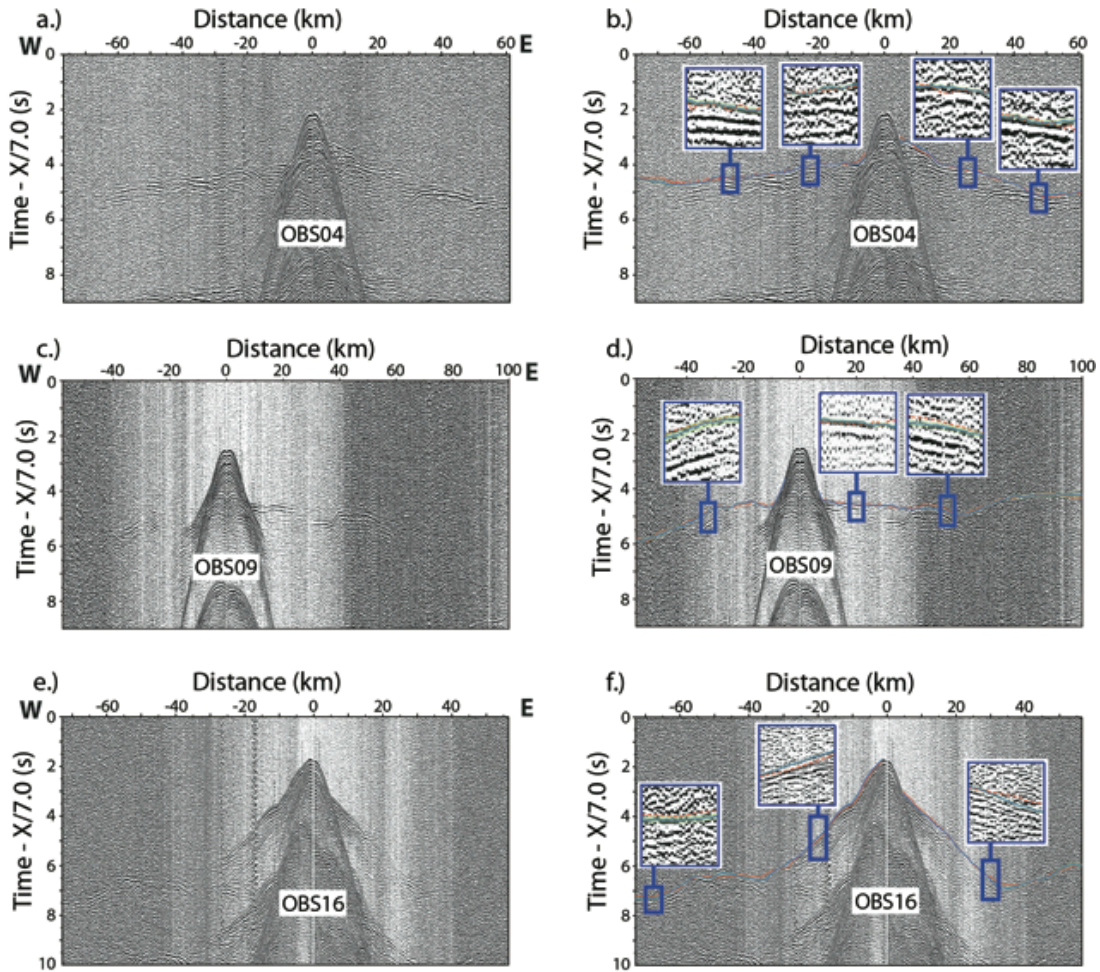 a.)
Distance (km)
W
E
-60 -40 -20 0 20 40 60
0
2
4
6
8
Time - X/7.0 (s)
OBS04
b.)
Distance (km)
-60 -40 -20 0 20 40 60
0
2
4
6
8
Time - X/7.0 (s)
OBS04
c.)
Distance (km)
W
E
-40 -20 0 20 40 60 80 100
0
2
4
6
8
Time - X/7.0 (s)
OBS09
d.)
Distance (km)
-40 -20 0 20 40 60 80 100
0
2
4
6
8
Time - X/7.0 (s)
OBS09
e.)
Distance (km)
W
E
-60 -40 -20 0 20 40
0
2
4
6
8
10
Time - X/7.0 (s)
OBS16
f.)
Distance (km)
-60 -40 -20 0 20 40
0
2
4
6
8
10
Time - X/7.0 (s)
OBS16